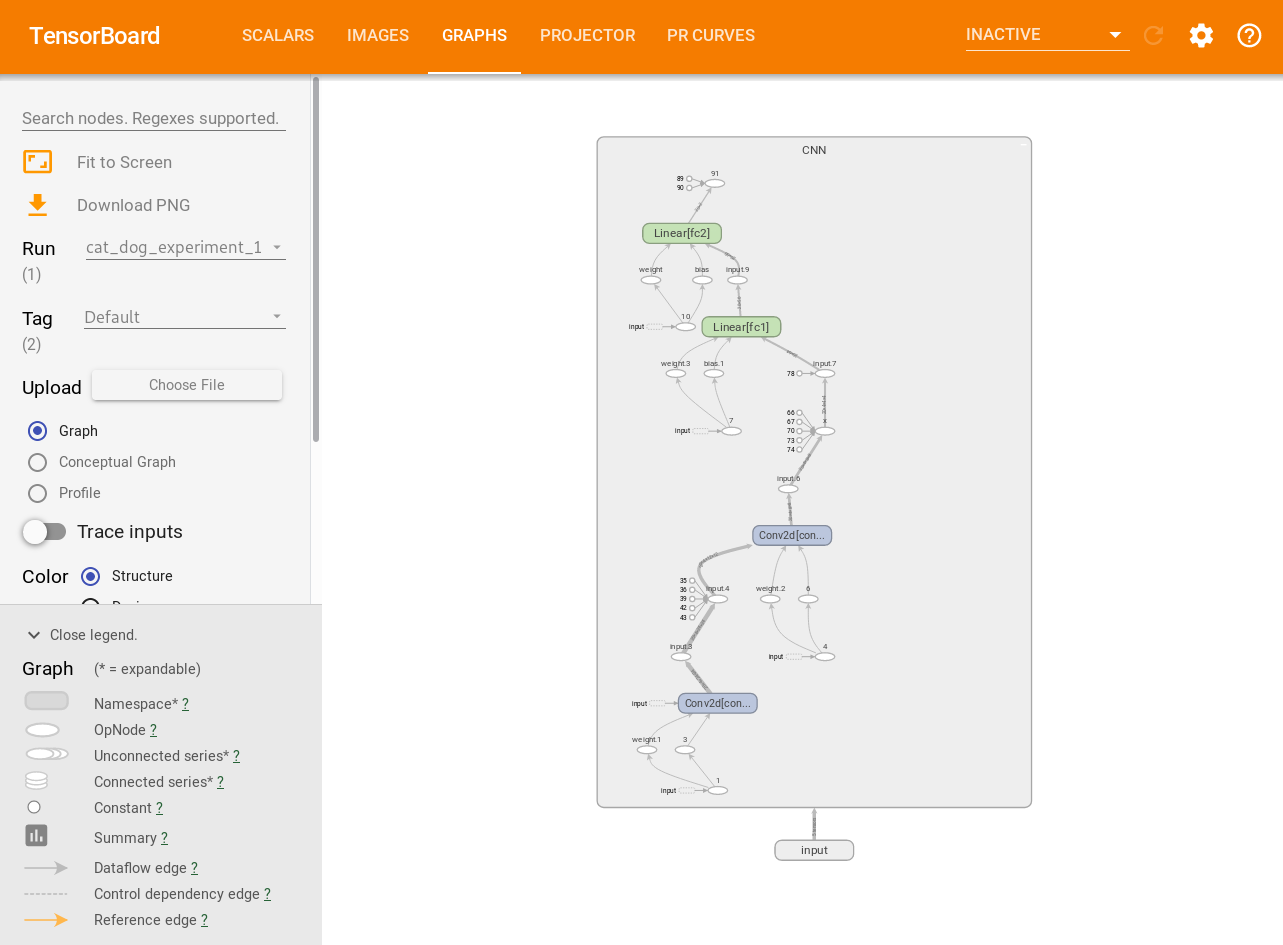 TensorBoard
SCALARS
IMAGES
GRAPHS
PROJECTOR
PR CURVES
INACTIVE
Search nodes. Regexes supported.
Fit to Screen
Download PNG
Run
cat_dog_experiment_1
(1)
Tag
Default
(2)
Upload
Choose File
Graph
Conceptual Graph
Profile
Trace inputs
Color
Structure
Close legend.
Graph
(* = expandable)
Namespace* ?
OpNode ?
Unconnected series* ?
Connected series* ?
Constant ?
Summary ?
Dataflow edge ?
Control dependency edge ?
Reference edge ?
CNN
91
89
90
Linear[fc2]
weight
bias
input.9
10
input
Linear[fc1]
weight.3
bias.1
input.7
78
7
input
66
67
70
73
74
x
input.6
Conv2d[con...
35
36
39
42
43
input.4
weight.2
6
input.3
input
4
input
Conv2d[con...
weight.1
3
1
input
input